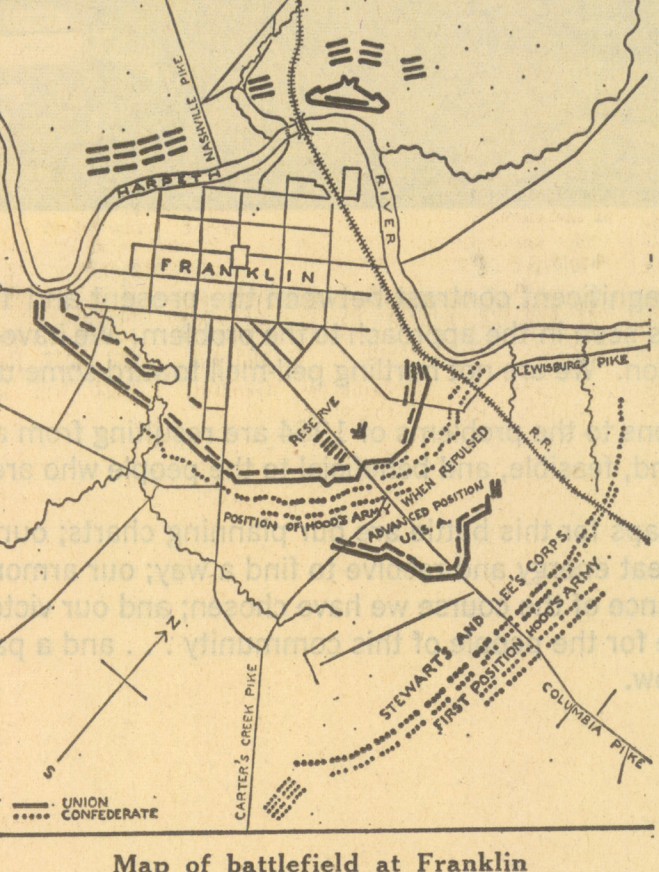 NASHVILLE PIKE
HARPETH
RIVER
FRANKLIN
LEWISBURG PIKE
RESERVE
POSITION OF HOOD'S ARMY WHEN REPULSED
ADVANCED POSITION
STEWART'S AND LEE'S CORPS
FIRST POSITION HOOD'S ARMY
COLUMBIA PIKE
CARTER'S CREEK PIKE
N.
S
UNION
CONFEDERATE
Map of battlefield at Franklin